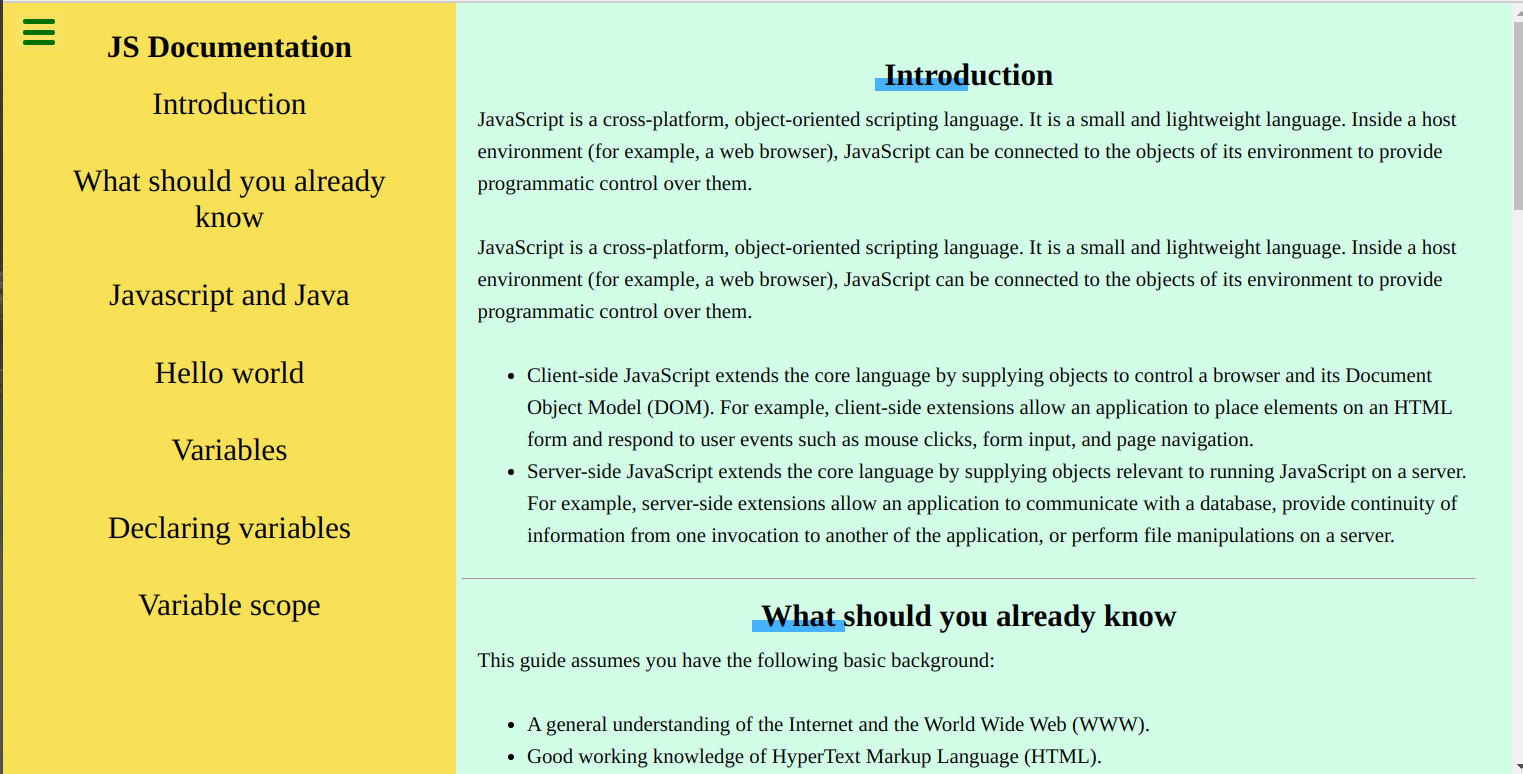 JS Documentation
Introduction
What should you already
know
Javascript and Java
Hello world
Variables
Declaring variables
Variable scope
Introduction
JavaScript is a cross-platform, object-oriented scripting language. It is a small and lightweight language. Inside a host
environment (for example, a web browser), JavaScript can be connected to the objects of its environment to provide
programmatic control over them.
JavaScript is a cross-platform, object-oriented scripting language. It is a small and lightweight language. Inside a host
environment (for example, a web browser), JavaScript can be connected to the objects of its environment to provide
programmatic control over them.
• Client-side JavaScript extends the core language by supplying objects to control a browser and its Document
Object Model (DOM). For example, client-side extensions allow an application to place elements on an HTML
form and respond to user events such as mouse clicks, form input, and page navigation.
• Server-side JavaScript extends the core language by supplying objects relevant to running JavaScript on a server.
For example, server-side extensions allow an application to communicate with a database, provide continuity of
information from one invocation to another of the application, or perform file manipulations on a server.
What should you already know
This guide assumes you have the following basic background:
• A general understanding of the Internet and the World Wide Web (WWW).
• Good working knowledge of HyperText Markup Language (HTML).